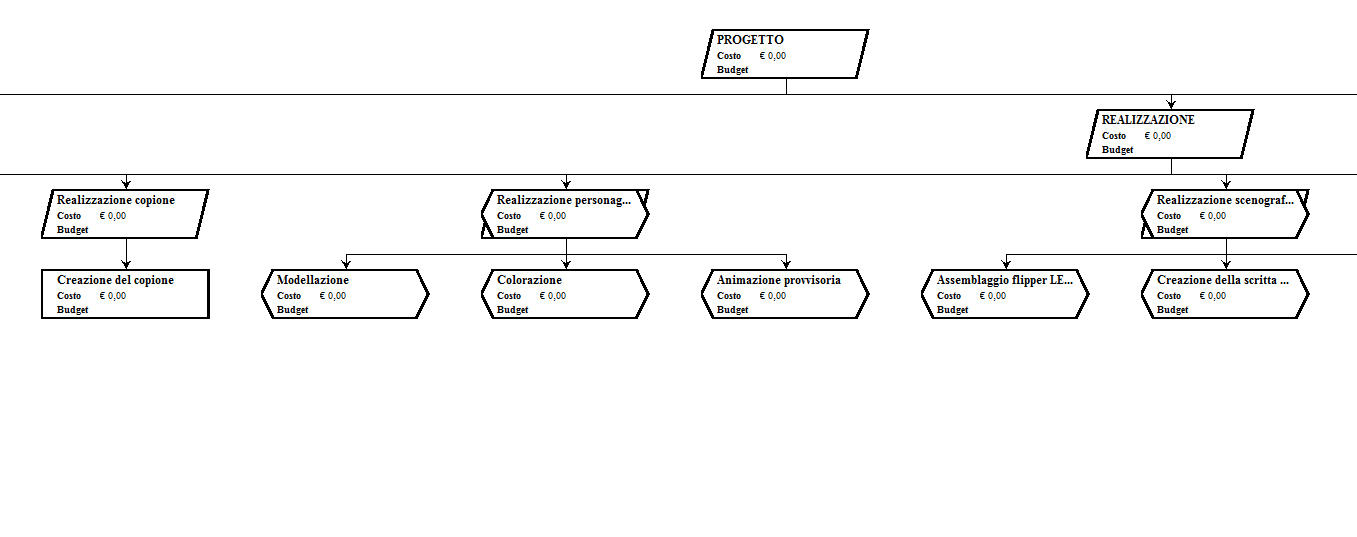 PROGETTO
Costo € 0,00
Budget
REALIZZAZIONE
Costo € 0,00
Budget
Realizzazione copione
Costo € 0,00
Budget
Realizzazione personag...
Costo € 0,00
Budget
Realizzazione scenograf...
Costo € 0,00
Budget
Creazione del copione
Costo € 0,00
Budget
Modellazione
Costo € 0,00
Budget
Colorazione
Costo € 0,00
Budget
Animazione provvisoria
Costo € 0,00
Budget
Assemblaggio flipper LE...
Costo € 0,00
Budget
Creazione della scritta ...
Costo € 0,00
Budget